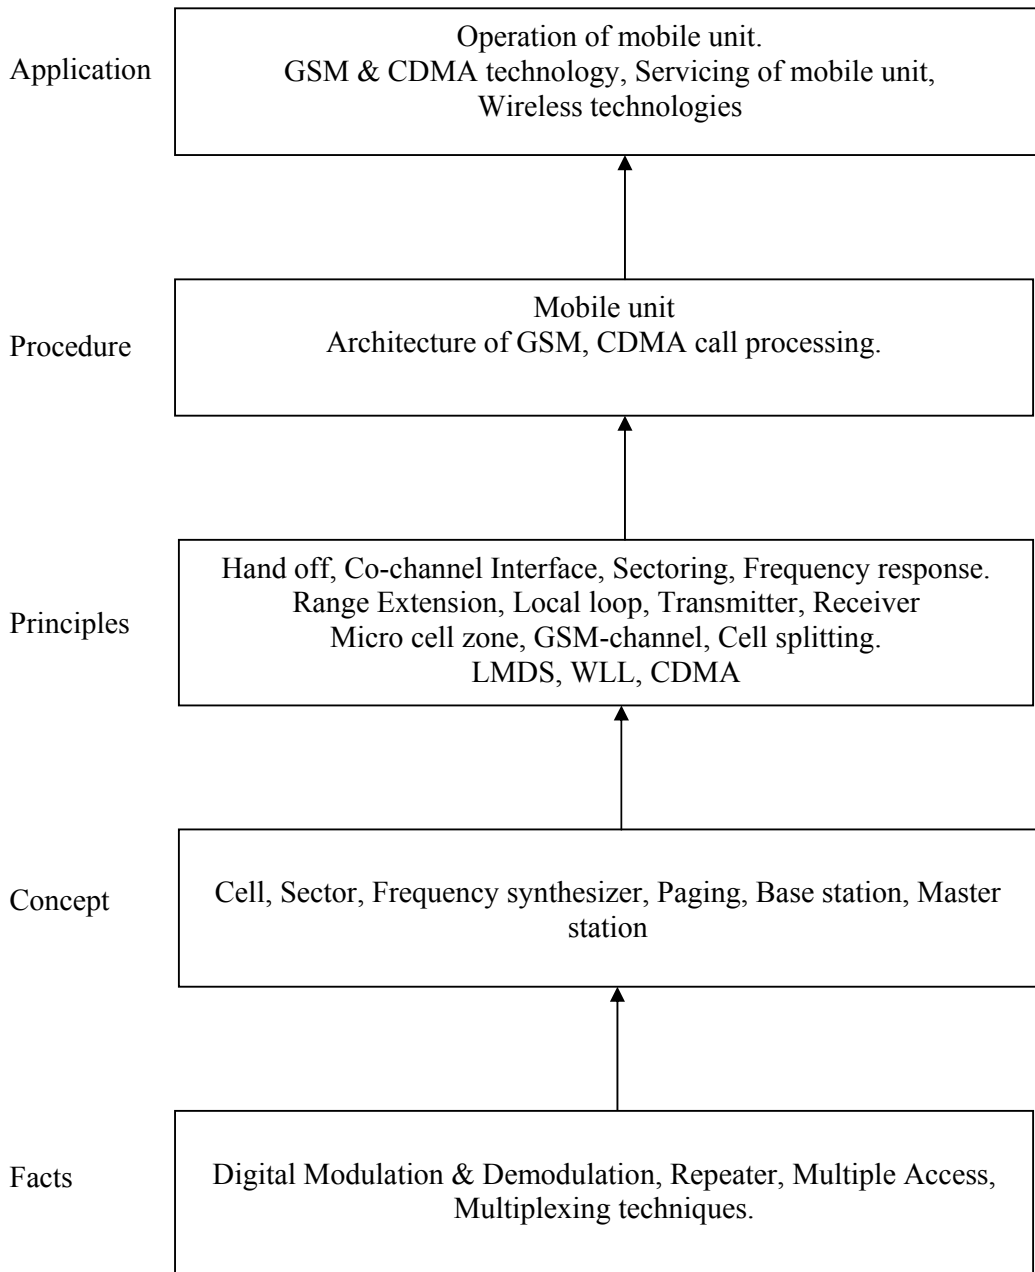 Application
Operation of mobile unit.
GSM & CDMA technology, Servicing of mobile unit,
Wireless technologies
Procedure
Mobile unit
Architecture of GSM, CDMA call processing.
Principles
Hand off, Co-channel Interface, Sectoring, Frequency response.
Range Extension, Local loop, Transmitter, Receiver
Micro cell zone, GSM-channel, Cell splitting.
LMDS, WLL, CDMA
Concept
Cell, Sector, Frequency synthesizer, Paging, Base station, Master
station
Facts
Digital Modulation & Demodulation, Repeater, Multiple Access,
Multiplexing techniques.